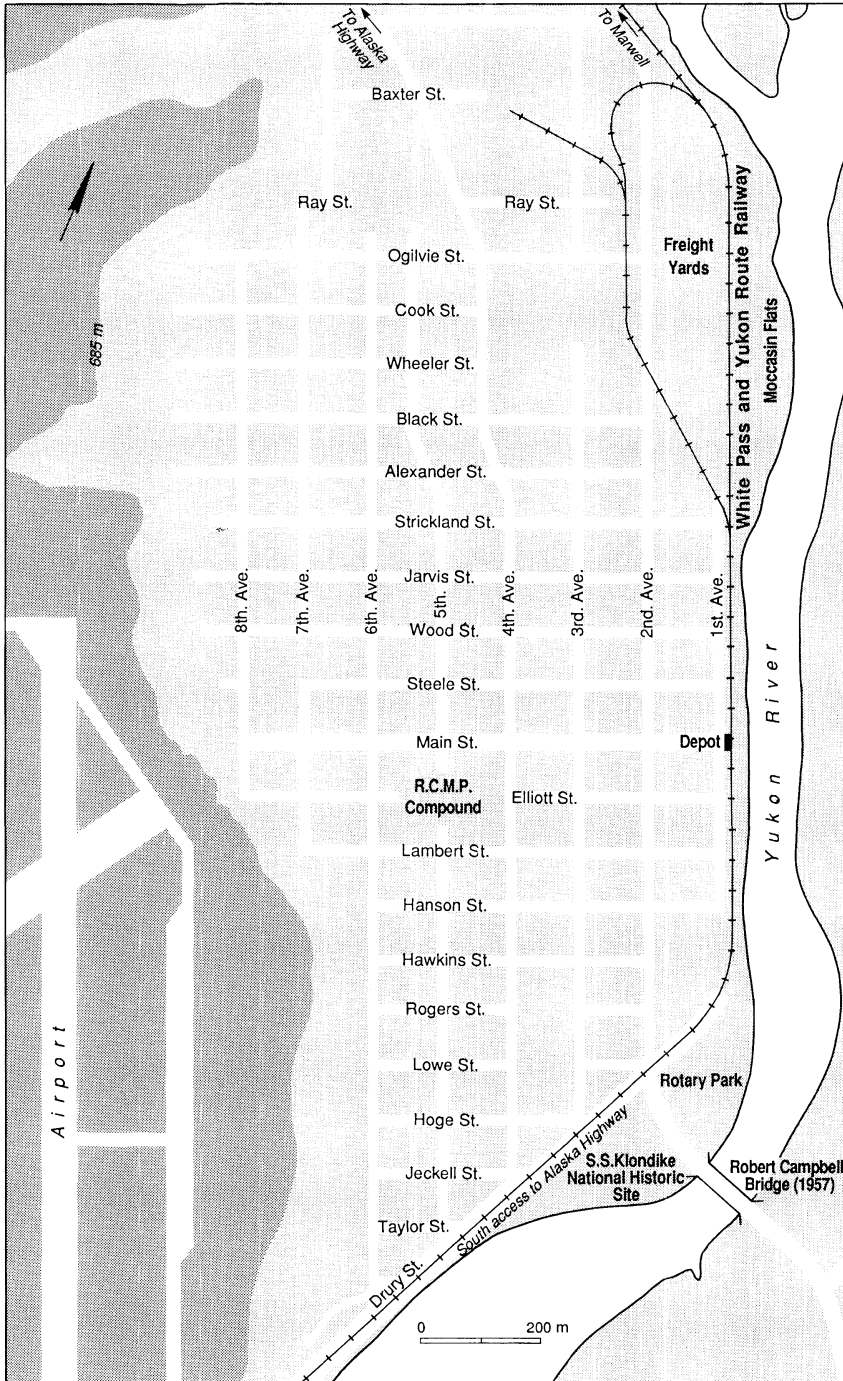 To Alaska
Highway
To Marwell
Baxter St.
Ray St.
Ray St.
Ogilvie St.
Freight
Yards
White Pass and Yukon Route Railway
Moccasin Flats
Cook St.
685 m
Wheeler St.
Black St.
Alexander St.
Strickland St.
Jarvis St.
8th. Ave.
7th. Ave.
6th. Ave.
5th. Ave.
4th. Ave.
3rd. Ave.
2nd. Ave.
1st. Ave.
Wood St.
Steele St.
Main St.
Depot
Yukon River
R.C.M.P.
Compound
Elliott St.
Lambert St.
Hanson St.
Hawkins St.
Rogers St.
Airport
Lowe St.
Rotary Park
Hoge St.
South access to Alaska Highway
S.S.Klondike
National Historic
Site
Robert Campbell
Bridge (1957)
Jeckell St.
Taylor St.
Drury St.
0 200 m